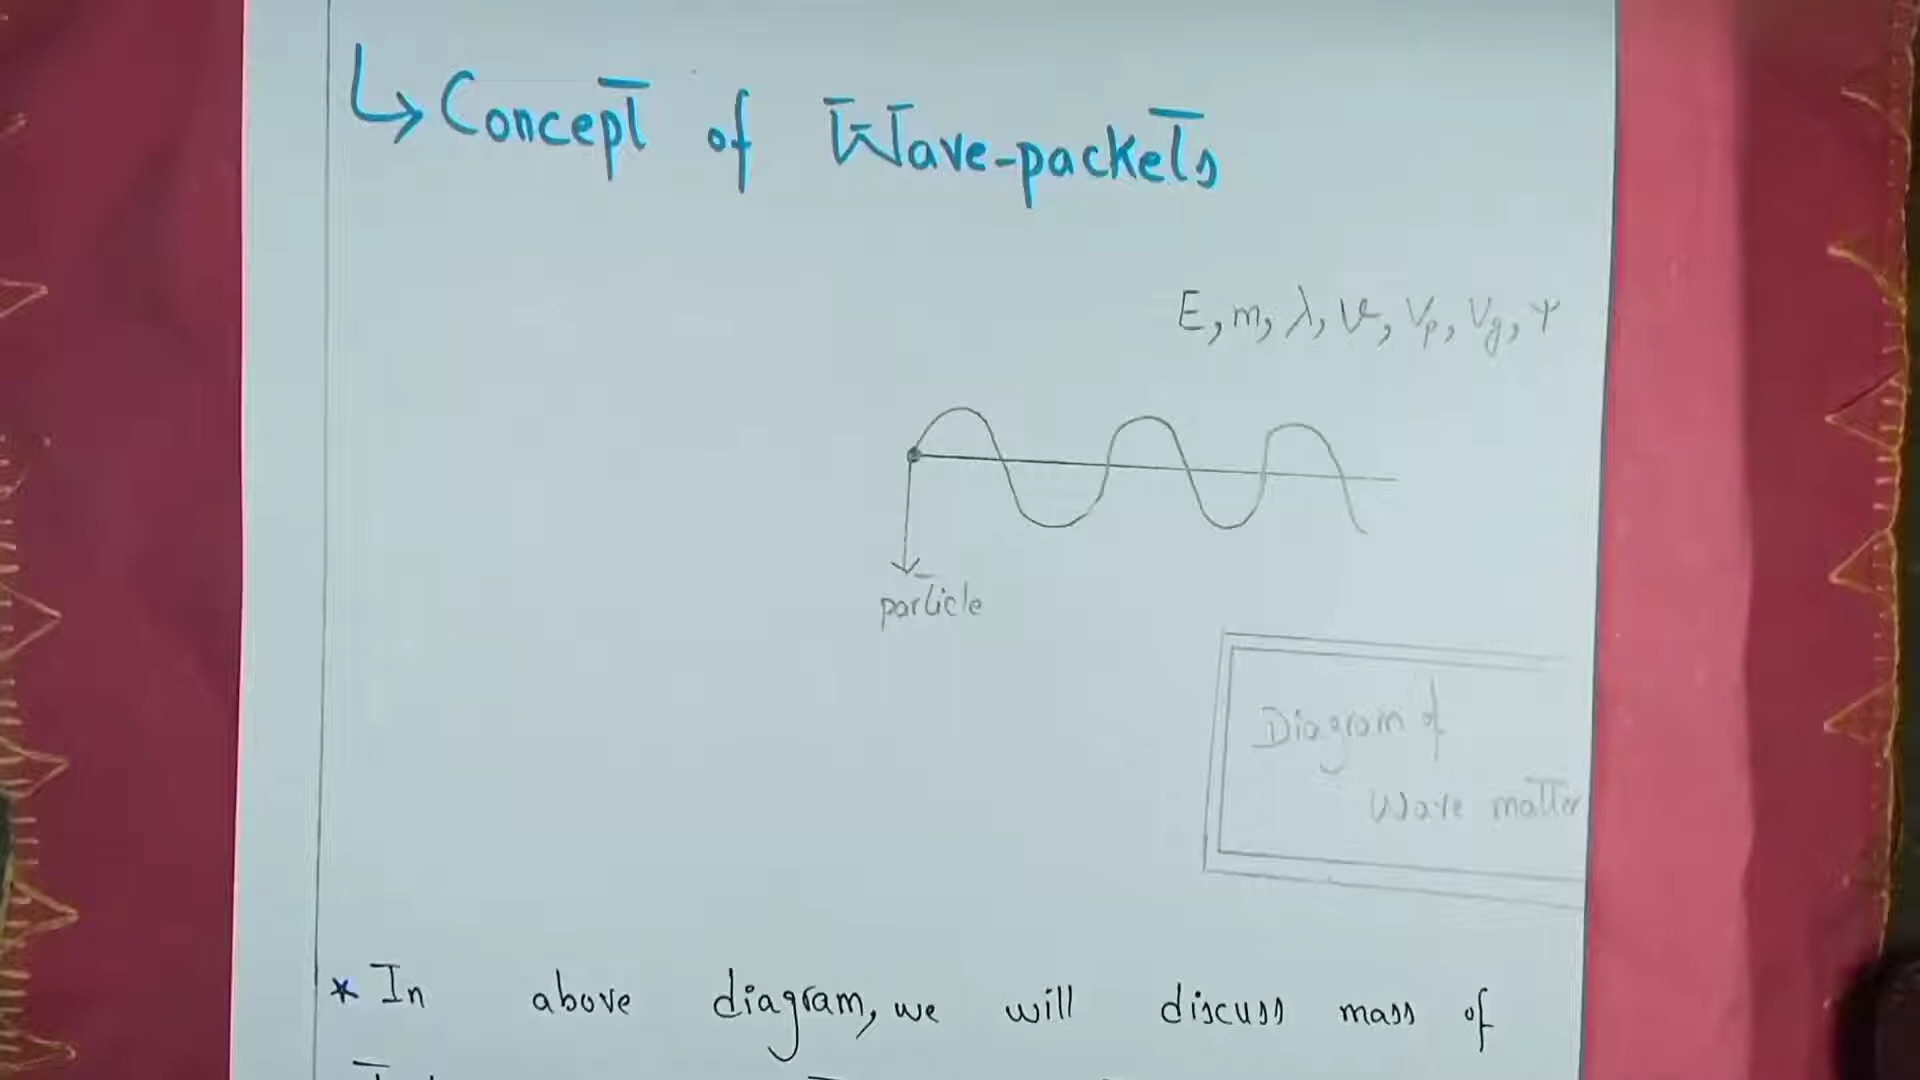 ↳ Concept of Wave-packets
E, m, λ, ν, Vp, Vg, Ψ
particle
Diagram of
Wave matter
* In above diagram, we will discuss mass of